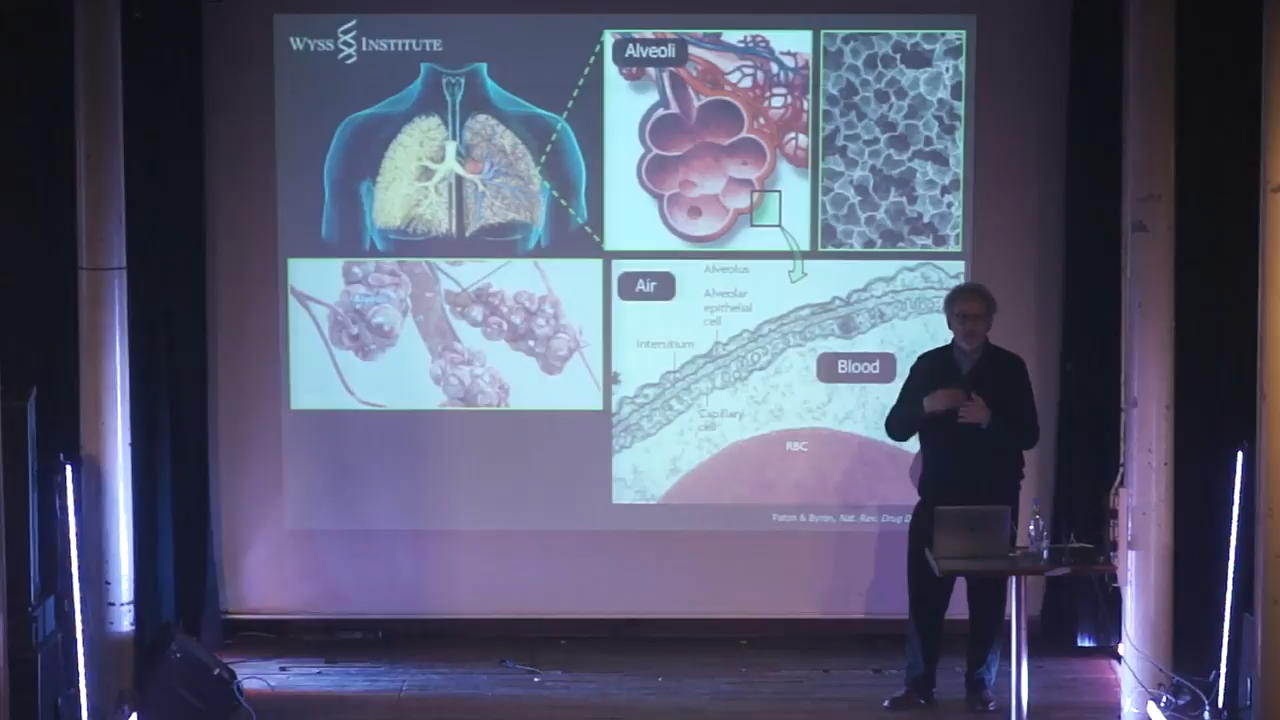 WYSS INSTITUTE
Alveoli
Air
Alveolus
Alveolar
epithelial
cell
Interstitium
Blood
Capillary
cell
RBC
Paton & Byron, Nat. Rev. Drug D